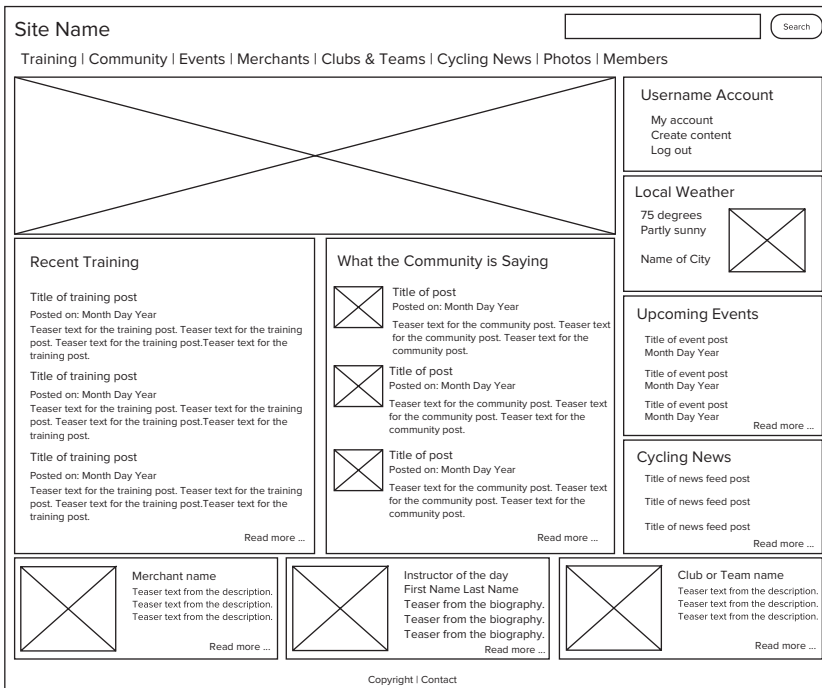 Site Name
Search
Training | Community | Events | Merchants | Clubs & Teams | Cycling News | Photos | Members
Username Account
My account
Create content
Log out
Local Weather
75 degrees
Partly sunny
Name of City
Recent Training
Title of training post
Posted on: Month Day Year
Teaser text for the training post. Teaser text for the training
post. Teaser text for the training post.Teaser text for the
training post.
Title of training post
Posted on: Month Day Year
Teaser text for the training post. Teaser text for the training
post. Teaser text for the training post.Teaser text for the
training post.
Title of training post
Posted on: Month Day Year
Teaser text for the training post. Teaser text for the training
post. Teaser text for the training post.Teaser text for the
training post.
Read more ...
What the Community is Saying
Title of post
Posted on: Month Day Year
Teaser text for the community post. Teaser text
for the community post. Teaser text for the
community post.
Title of post
Posted on: Month Day Year
Teaser text for the community post. Teaser text
for the community post. Teaser text for the
community post.
Title of post
Posted on: Month Day Year
Teaser text for the community post. Teaser text
for the community post. Teaser text for the
community post.
Read more ...
Upcoming Events
Title of event post
Month Day Year
Title of event post
Month Day Year
Title of event post
Month Day Year
Read more ...
Cycling News
Title of news feed post
Title of news feed post
Title of news feed post
Read more ...
Merchant name
Teaser text from the description.
Teaser text from the description.
Teaser text from the description.
Read more ...
Instructor of the day
First Name Last Name
Teaser from the biography.
Teaser from the biography.
Teaser from the biography.
Read more ...
Club or Team name
Teaser text from the description.
Teaser text from the description.
Teaser text from the description.
Read more ...
Copyright | Contact